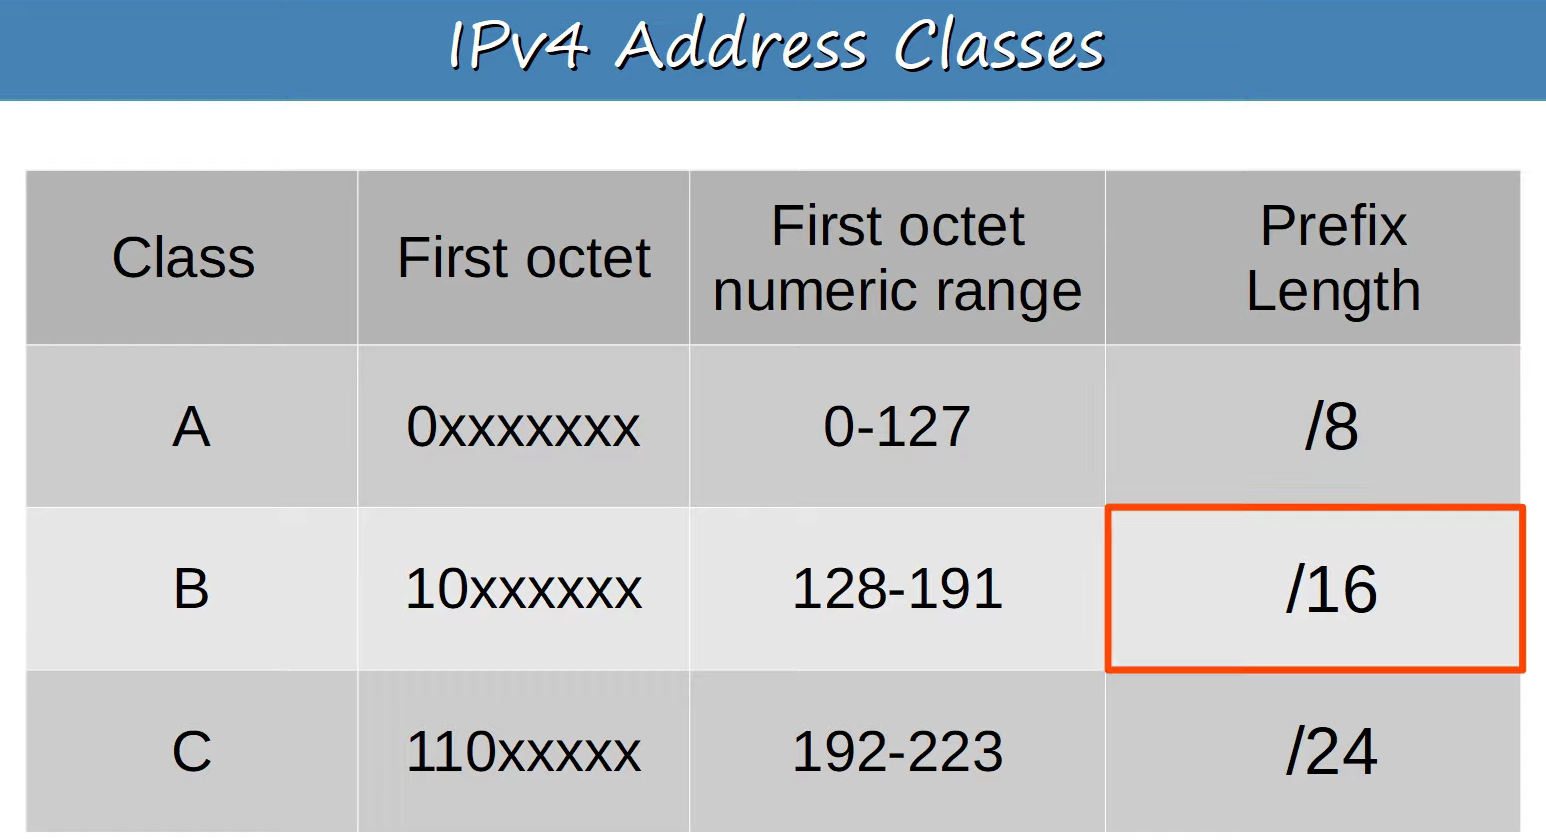 IPv4 Address Classes
Class
First octet
First octet
numeric range
Prefix
Length
A
0xxxxxxx
0-127
/8
B
10xxxxxx
128-191
/16
C
110xxxxx
192-223
/24